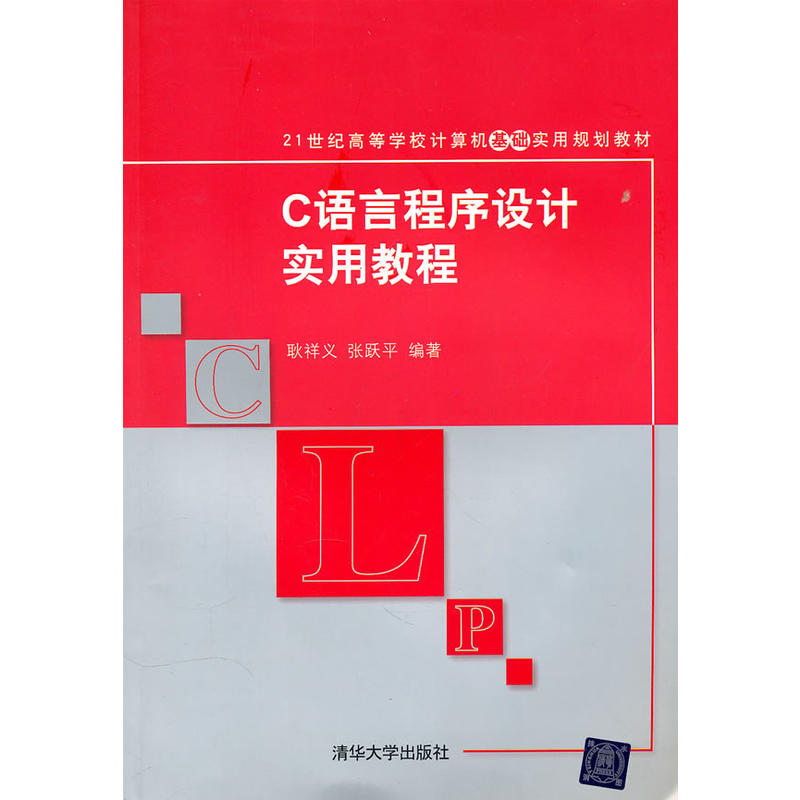 21世纪高等学校计算机基础实用规划教材
C语言程序设计
实用教程
耿祥义 张跃平 编著
C
L
P
清华大学出版社